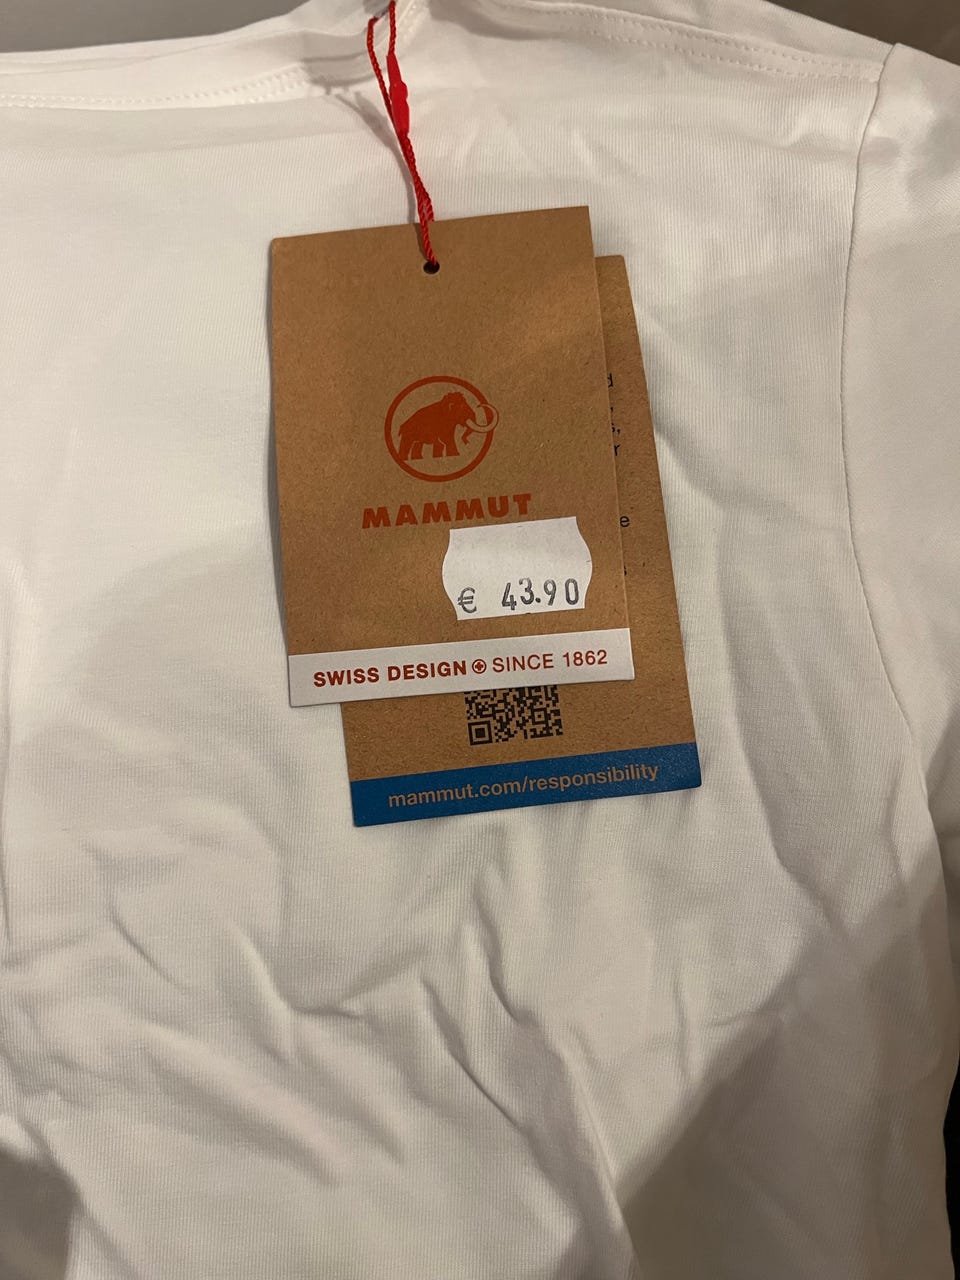 MAMMUT
€ 43.90
SWISS DESIGN SINCE 1862
mammut.com/responsibility